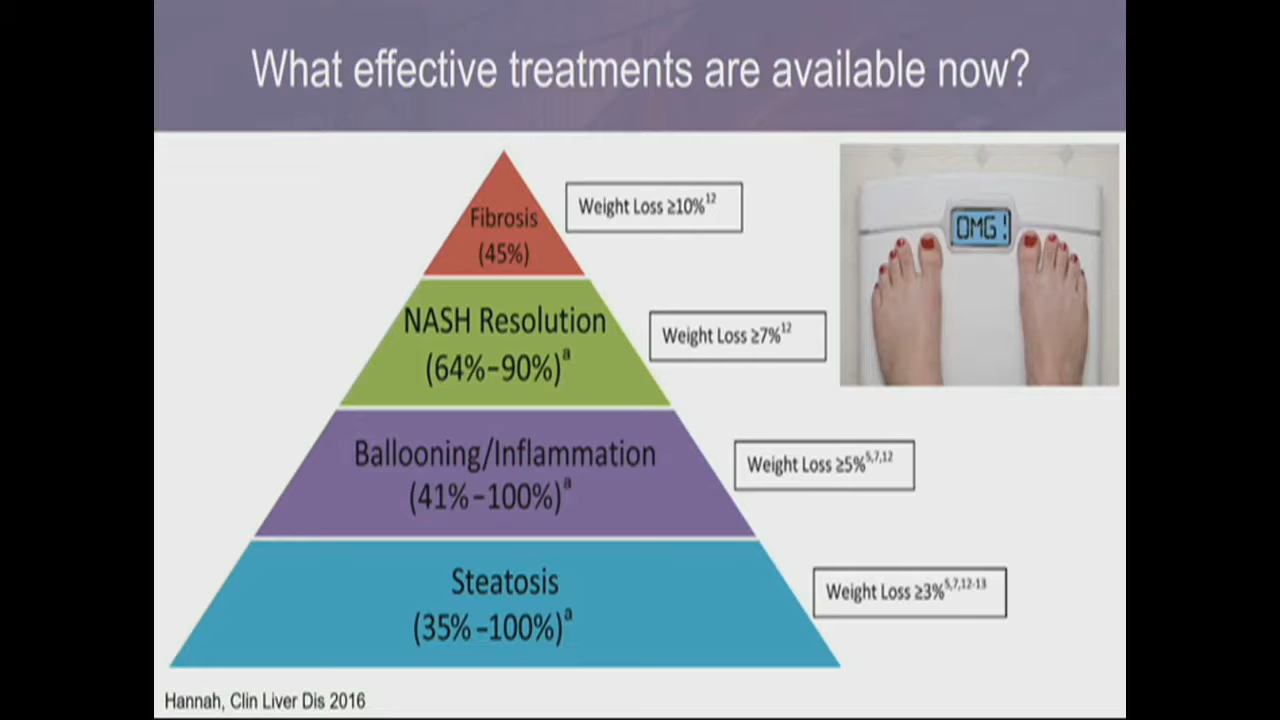 What effective treatments are available now?
Fibrosis
(45%)
Weight Loss ≥10%12
OMG!
NASH Resolution
(64%–90%)a
Weight Loss ≥7%12
Ballooning/Inflammation
(41%–100%)a
Weight Loss ≥5%5,7,12
Steatosis
(35%–100%)a
Weight Loss ≥3%5,7,12-13
Hannah, Clin Liver Dis 2016